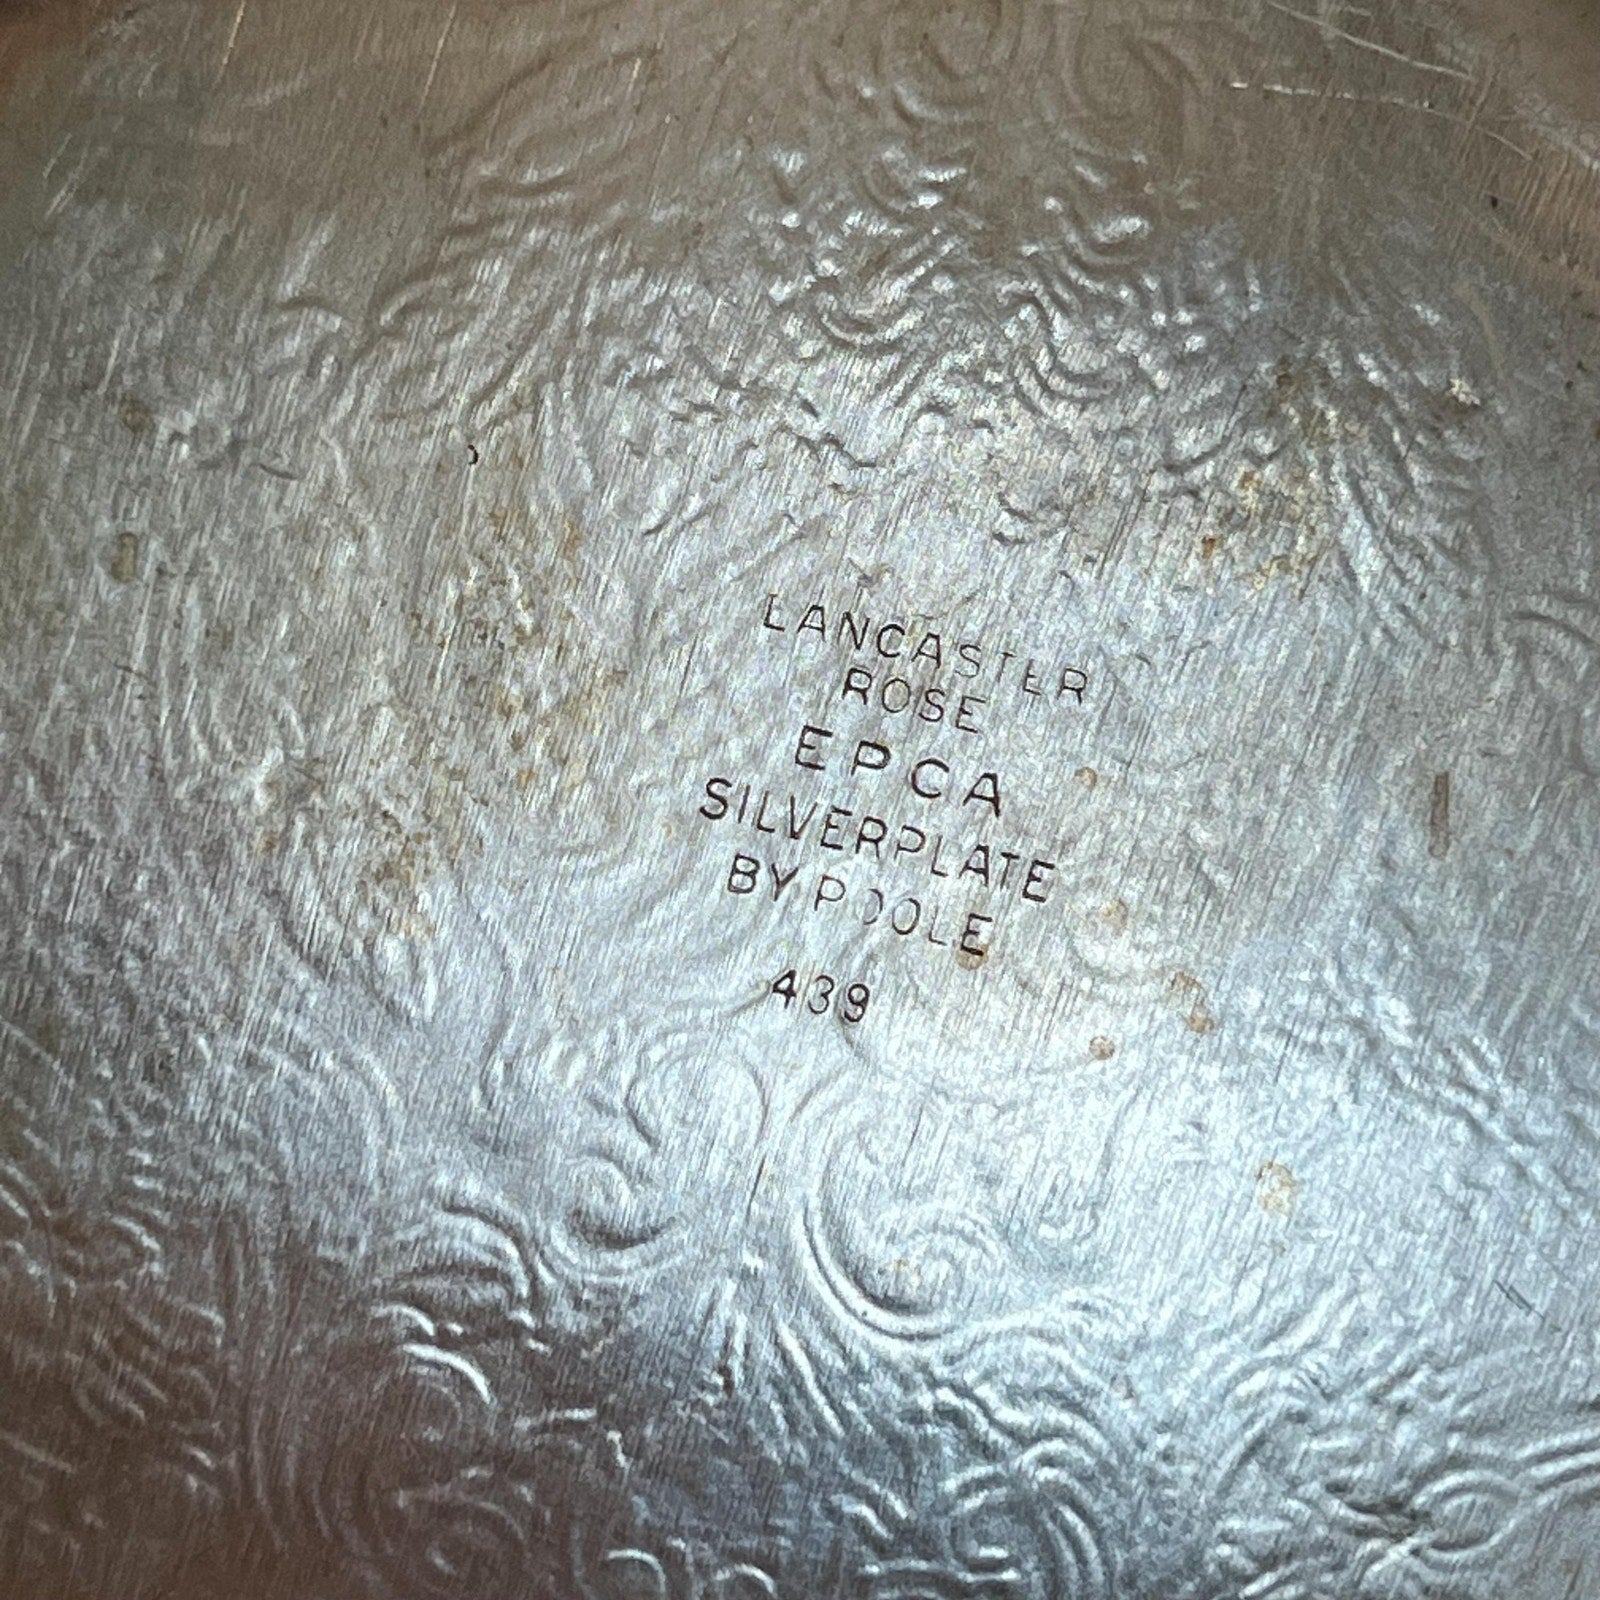 LANCASTER
ROSE
EPCA
SILVERPLATE
BY POOLE
439